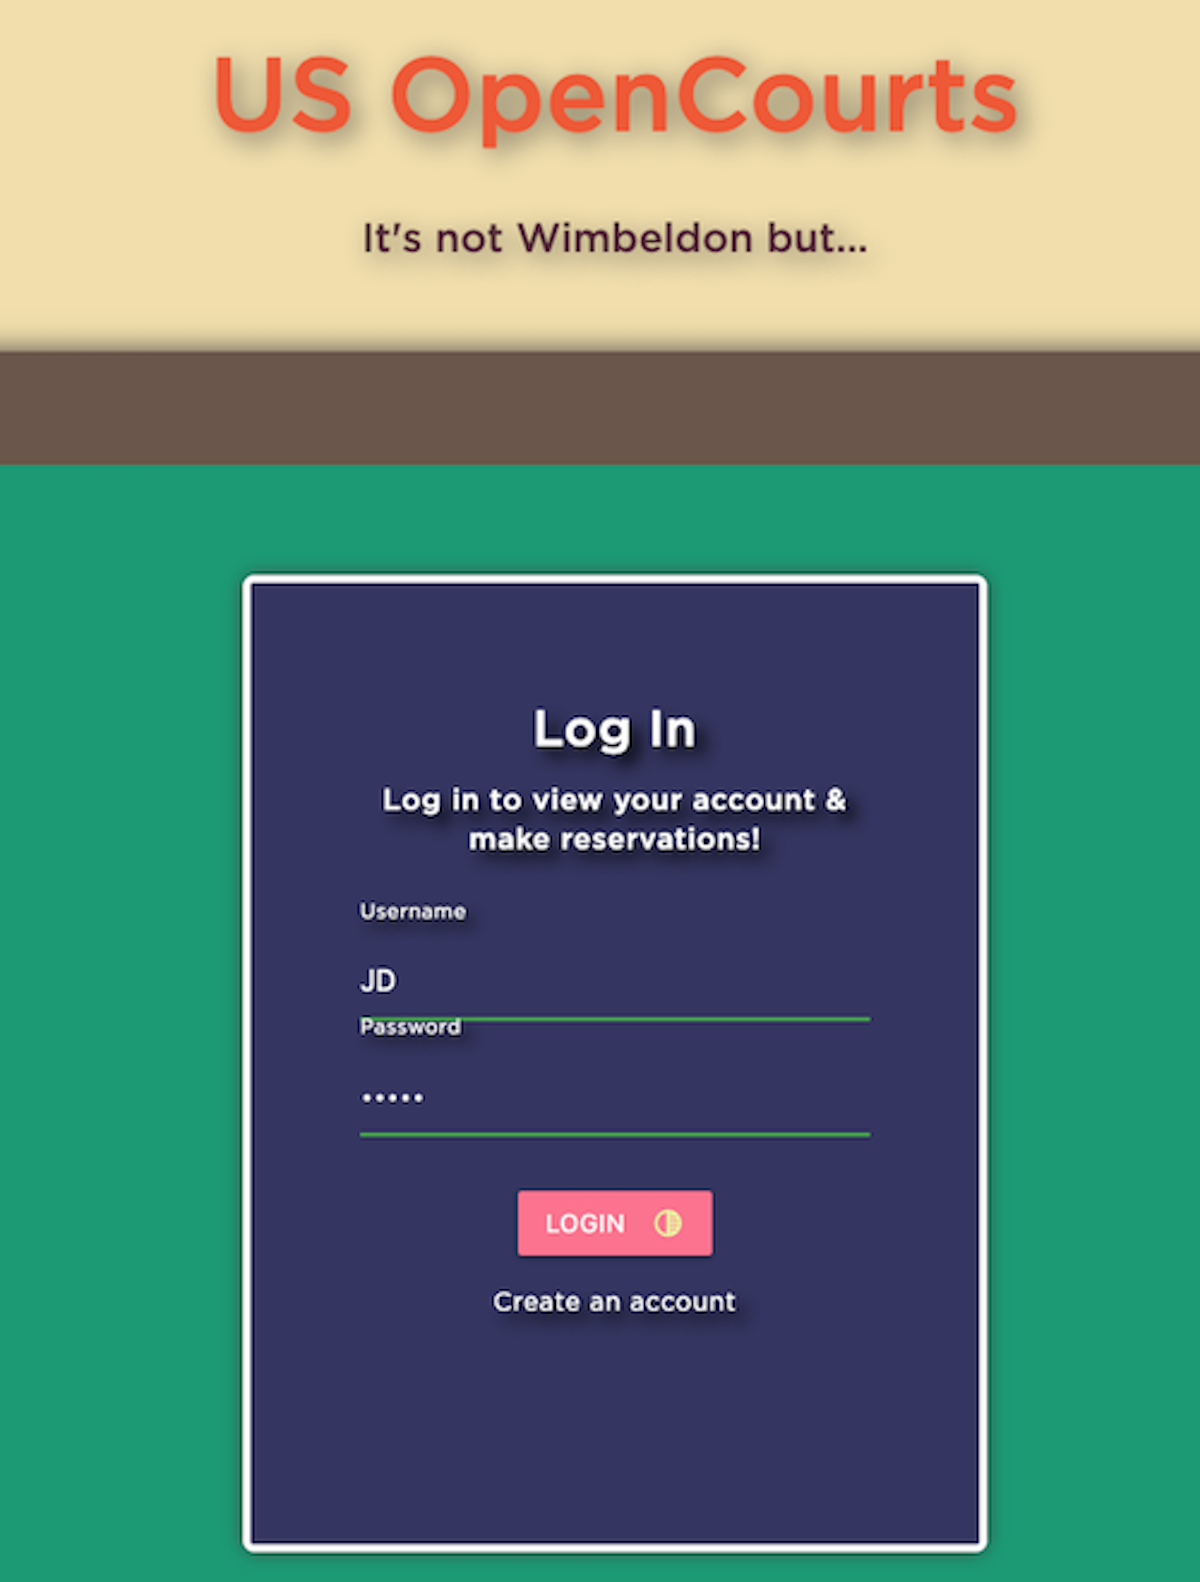 US OpenCourts
It's not Wimbeldon but...
Log In
Log in to view your account &
make reservations!
Username
JD
Password
•••••
LOGIN
Create an account